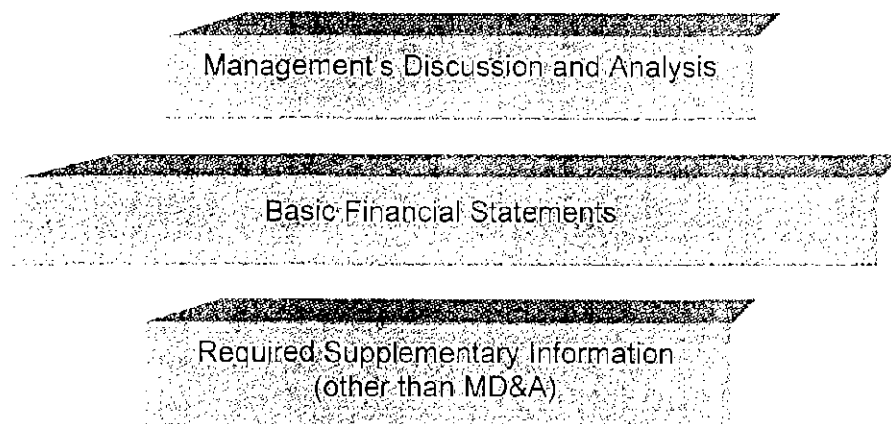 Management's Discussion and Analysis
Basic Financial Statements
Required Supplementary Information
(other than MD&A)